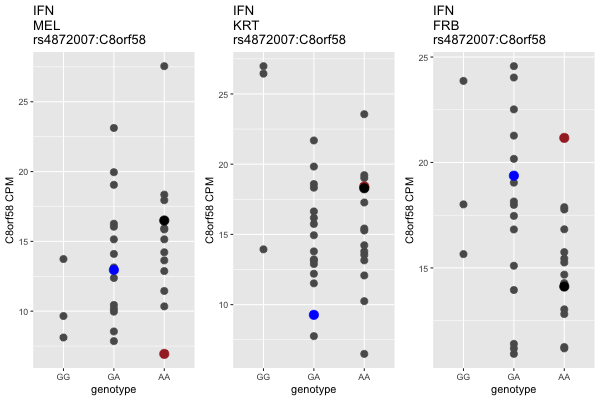 IFN
MEL
rs4872007:C8orf58
C8orf58 CPM
25
20
15
10
GG
GA
AA
genotype
IFN
KRT
rs4872007:C8orf58
C8orf58 CPM
25
20
15
10
GG
GA
AA
genotype
IFN
FRB
rs4872007:C8orf58
C8orf58 CPM
25
20
15
GG
GA
AA
genotype